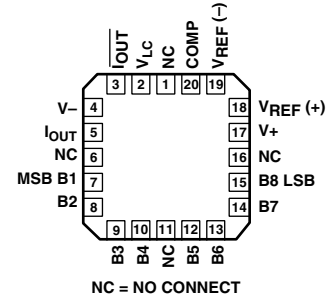 I̅O̅U̅T̅
VLC
NC
COMP
VREF (–)
3
2
1
20
19
V–
4
IOUT
5
NC
6
MSB B1
7
B2
8
18
VREF (+)
17
V+
16
NC
15
B8 LSB
14
B7
9
10
11
12
13
B3
B4
NC
B5
B6
NC = NO CONNECT